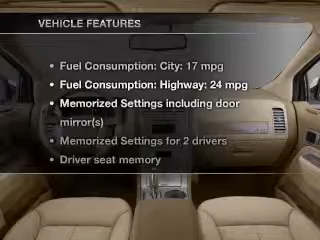 VEHICLE FEATURES
• Fuel Consumption: City: 17 mpg
• Fuel Consumption: Highway: 24 mpg
• Memorized Settings including door
mirror(s)
• Memorized Settings for 2 drivers
• Driver seat memory